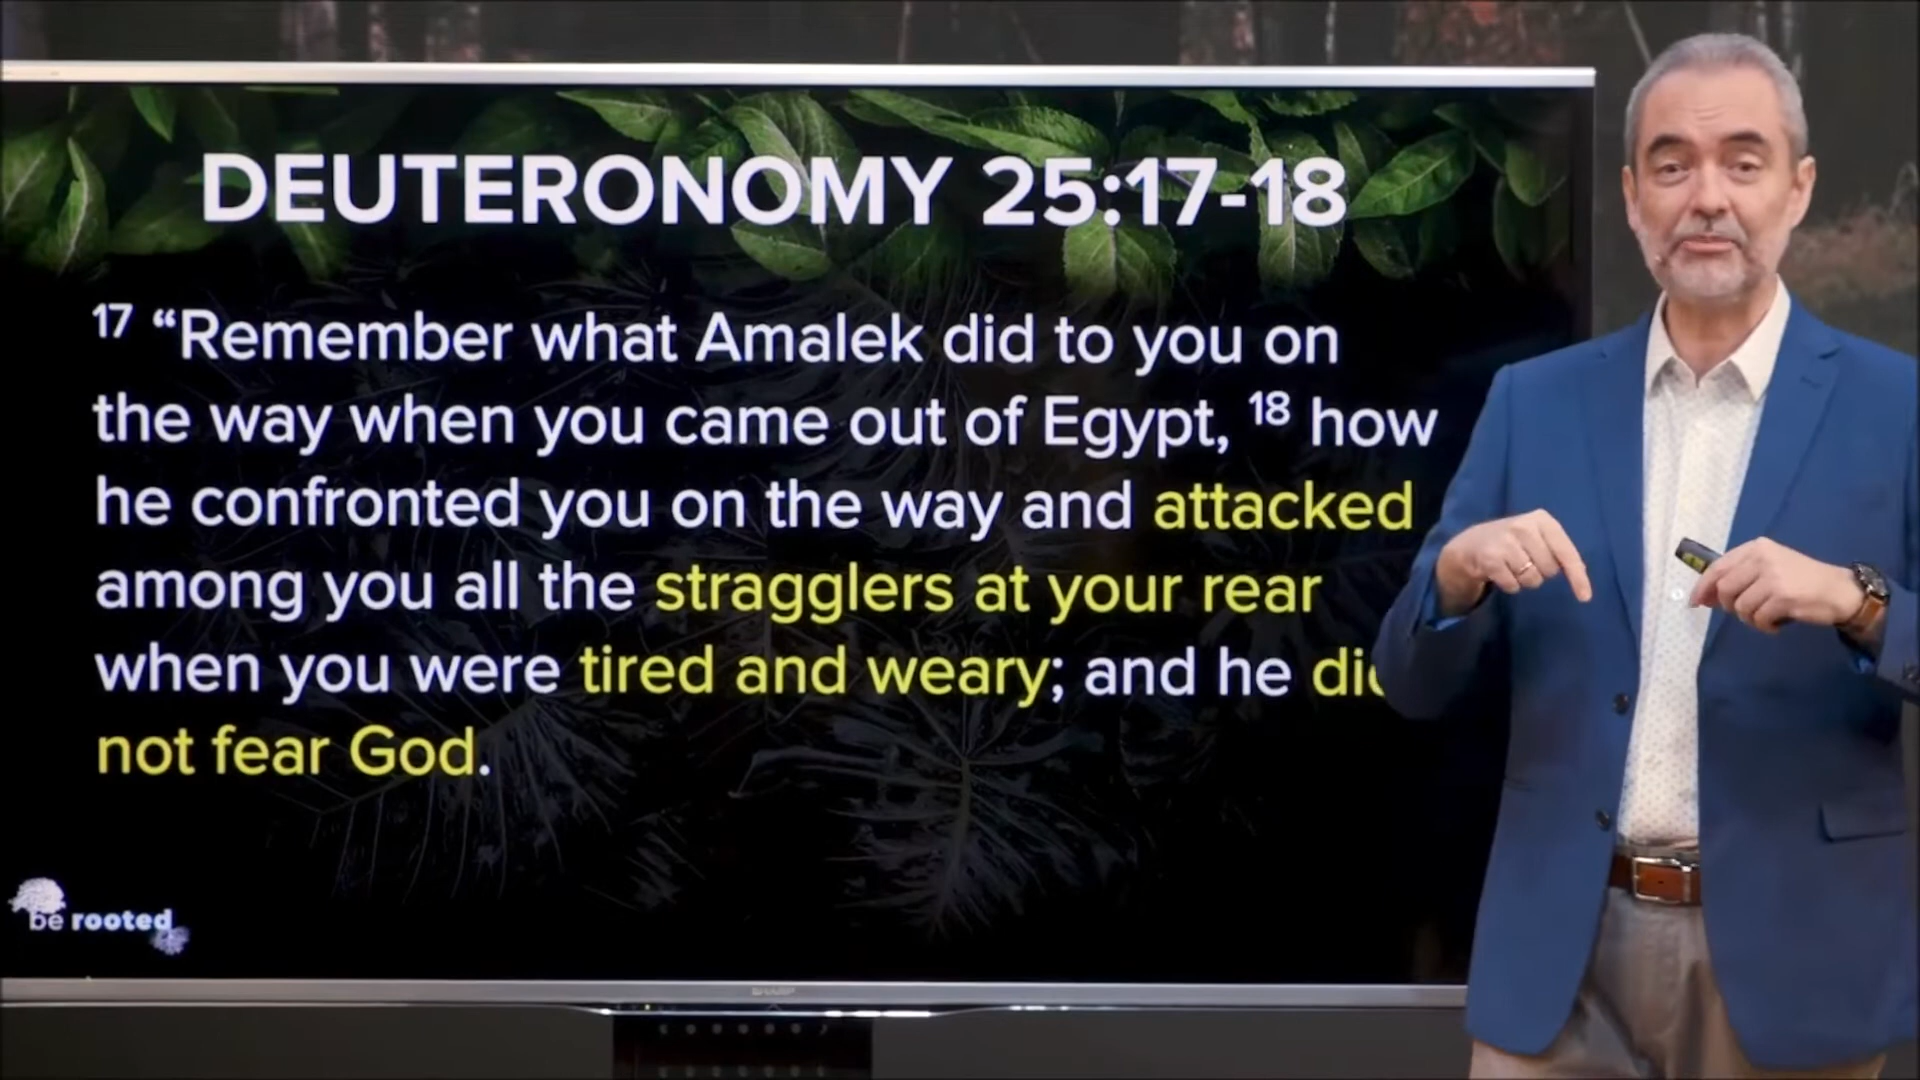 DEUTERONOMY 25:17-18
17 “Remember what Amalek did to you on
the way when you came out of Egypt, 18 how
he confronted you on the way and attacked
among you all the stragglers at your rear
when you were tired and weary; and he
not fear God.
be rooted
SHARP